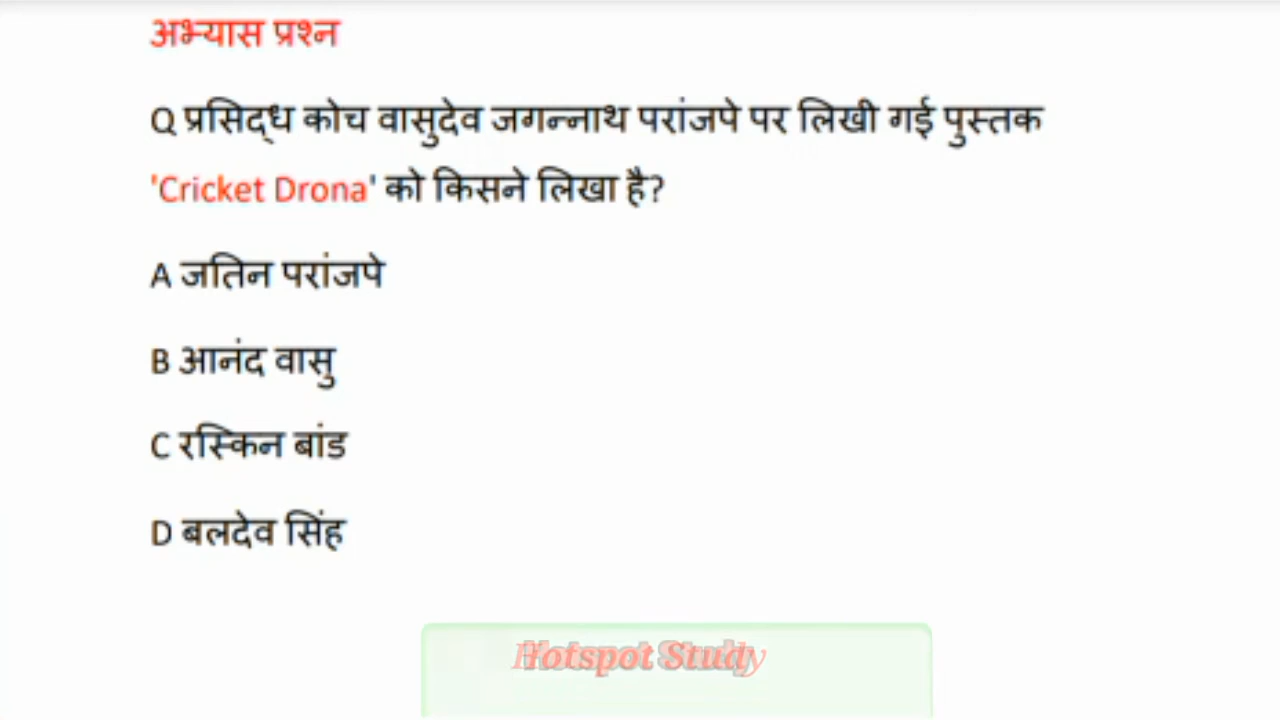 अभ्यास प्रश्न
Q प्रसिद्ध कोच वासुदेव जगन्नाथ परांजपे पर लिखी गई पुस्तक
'Cricket Drona' को किसने लिखा है?
A जतिन परांजपे
B आनंद वासु
C रस्किन बांड
D बलदेव सिंह
Hotspot Study